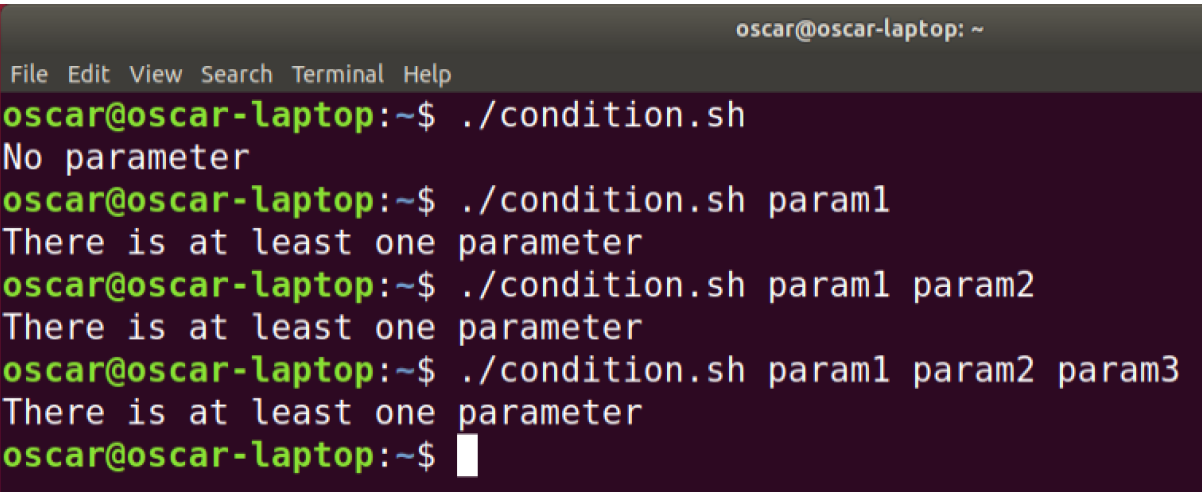 oscar@oscar-laptop: ~
File Edit View Search Terminal Help
oscar@oscar-laptop:~$ ./condition.sh
No parameter
oscar@oscar-laptop:~$ ./condition.sh param1
There is at least one parameter
oscar@oscar-laptop:~$ ./condition.sh param1 param2
There is at least one parameter
oscar@oscar-laptop:~$ ./condition.sh param1 param2 param3
There is at least one parameter
oscar@oscar-laptop:~$